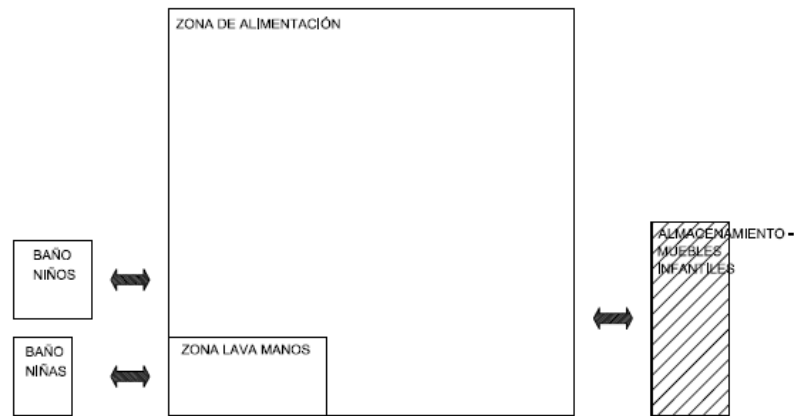 ZONA DE ALIMENTACIÓN
BAÑO
NIÑOS
ALMACENAMIENTO -
MUEBLES
INFANTILES
BAÑO
NIÑAS
ZONA LAVA MANOS